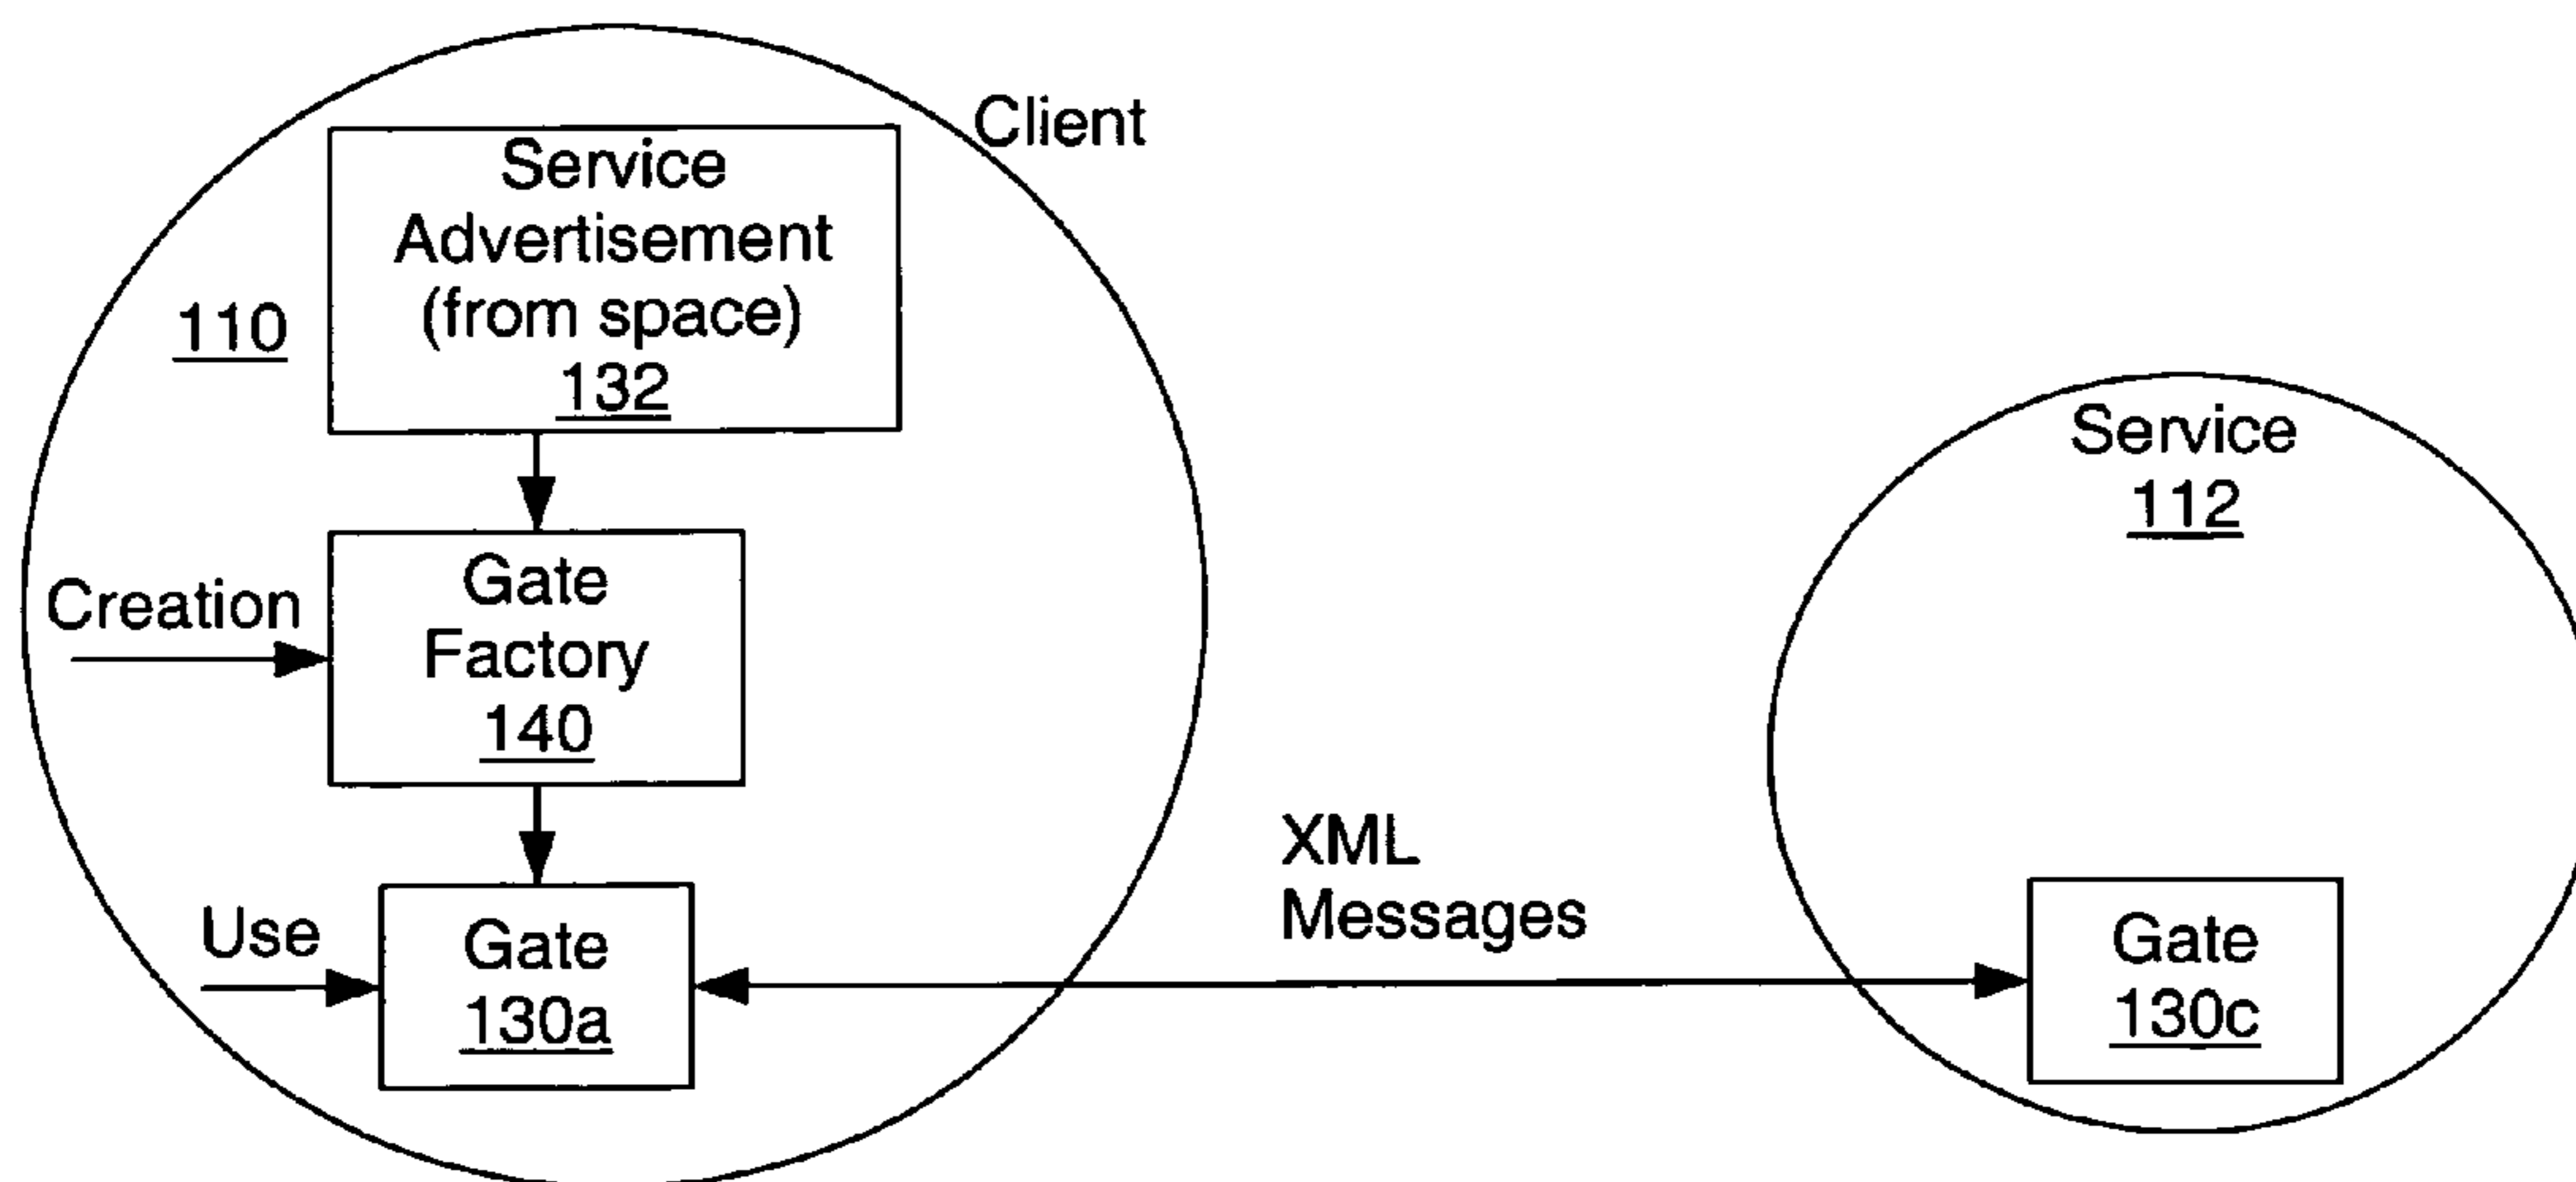 Client
110
Service
Advertisement
(from space)
132
Creation
Gate
Factory
140
Use
Gate
130a
XML
Messages
Service
112
Gate
130c